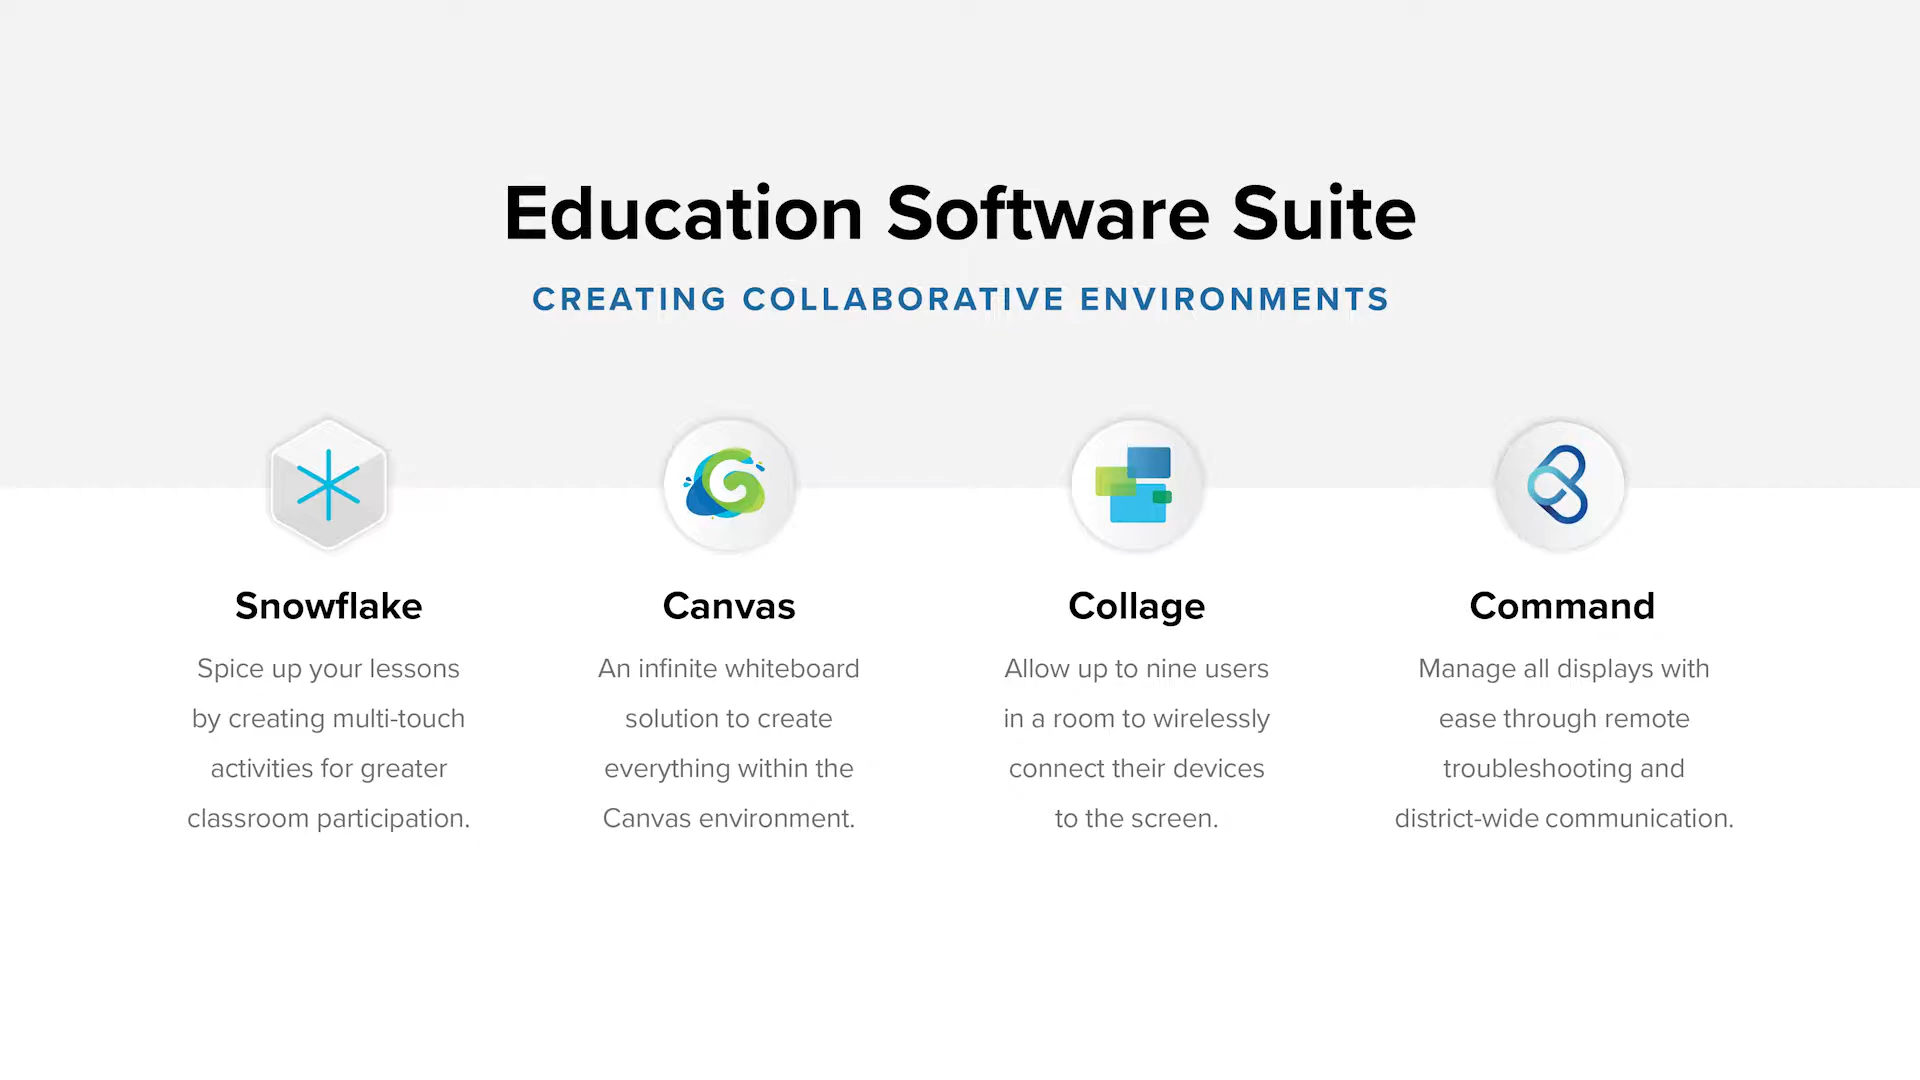 Education Software Suite
CREATING COLLABORATIVE ENVIRONMENTS
Snowflake
Spice up your lessons
by creating multi-touch
activities for greater
classroom participation.
Canvas
An infinite whiteboard
solution to create
everything within the
Canvas environment.
Collage
Allow up to nine users
in a room to wirelessly
connect their devices
to the screen.
Command
Manage all displays with
ease through remote
troubleshooting and
district-wide communication.